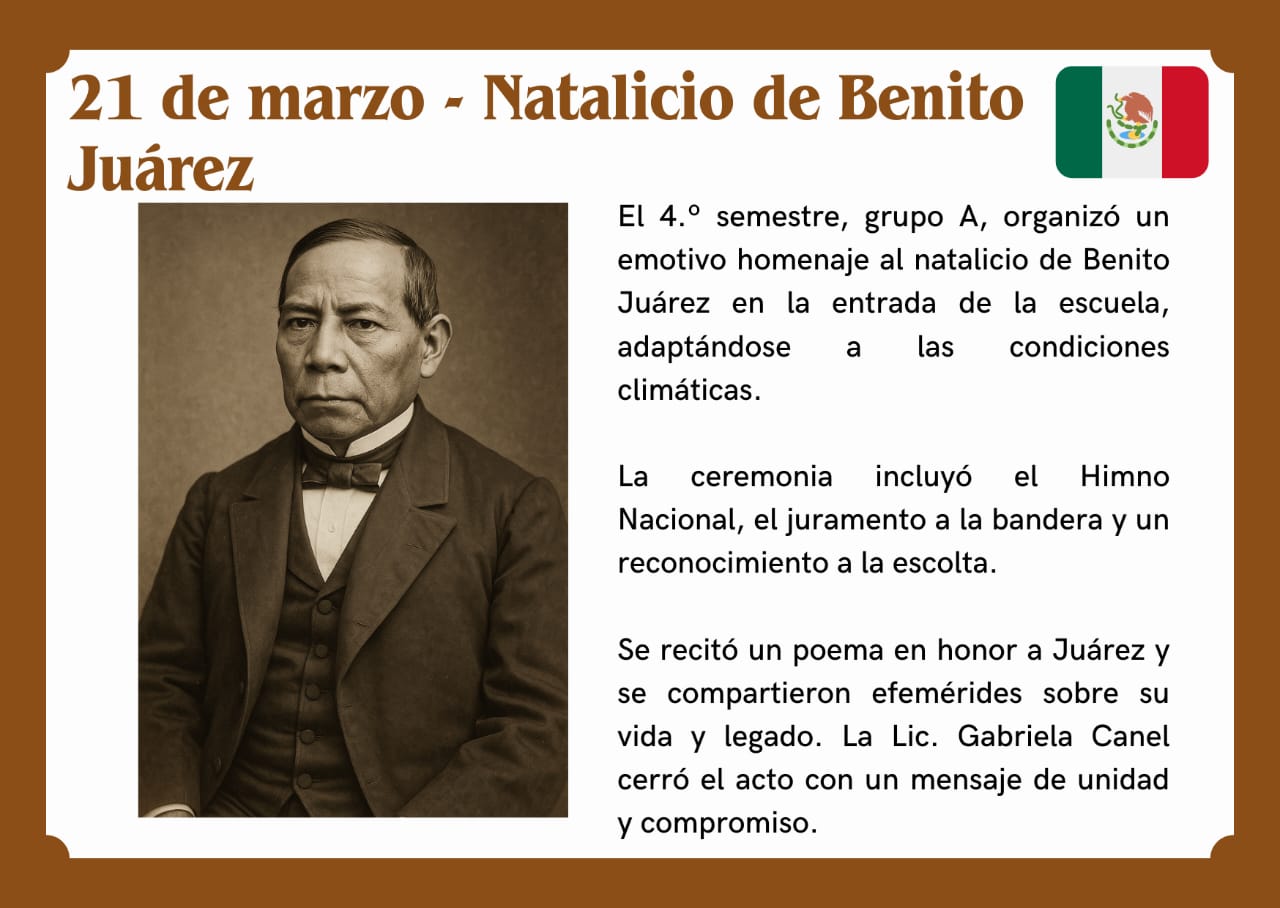 21 de marzo - Natalicio de Benito
Juárez
El 4.º semestre, grupo A, organizó un
emotivo homenaje al natalicio de Benito
Juárez en la entrada de la escuela,
adaptándose a las condiciones
climáticas.
La ceremonia incluyó el Himno
Nacional, el juramento a la bandera y un
reconocimiento a la escolta.
Se recitó un poema en honor a Juárez y
se compartieron efemérides sobre su
vida y legado. La Lic. Gabriela Canel
cerró el acto con un mensaje de unidad
y compromiso.